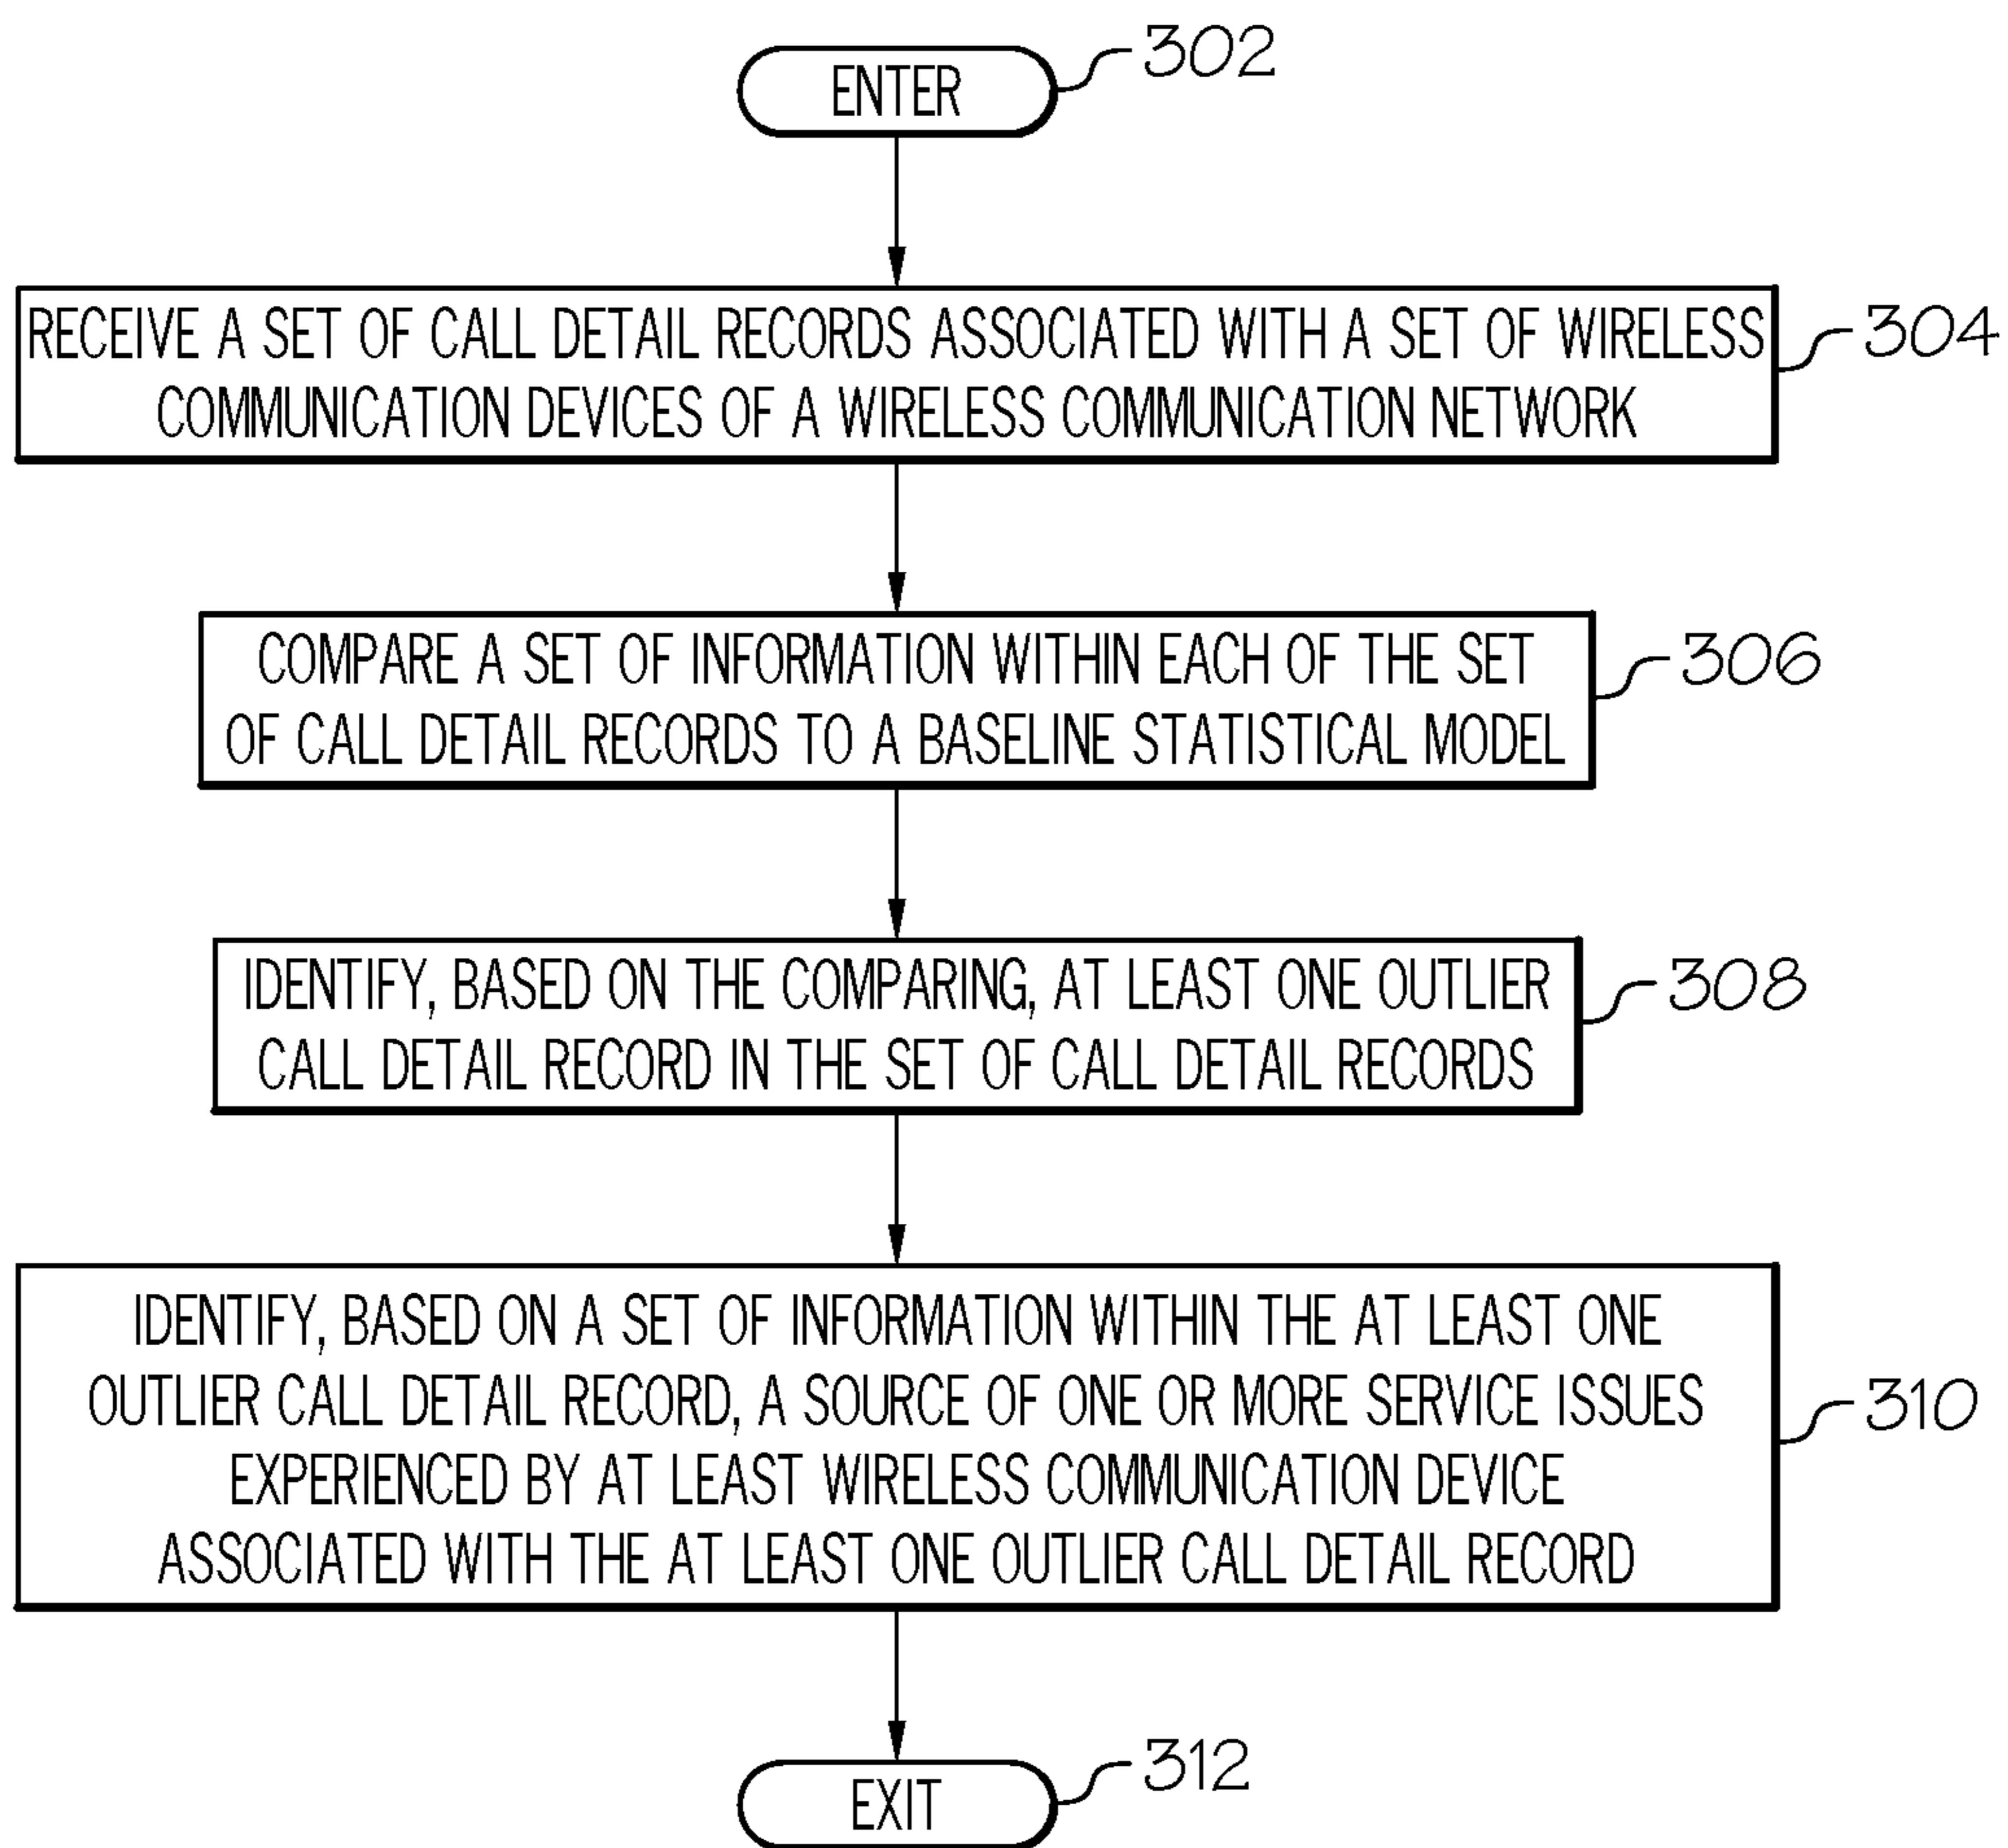 ENTER
302
RECEIVE A SET OF CALL DETAIL RECORDS ASSOCIATED WITH A SET OF WIRELESS
COMMUNICATION DEVICES OF A WIRELESS COMMUNICATION NETWORK
304
COMPARE A SET OF INFORMATION WITHIN EACH OF THE SET
OF CALL DETAIL RECORDS TO A BASELINE STATISTICAL MODEL
306
IDENTIFY, BASED ON THE COMPARING, AT LEAST ONE OUTLIER
CALL DETAIL RECORD IN THE SET OF CALL DETAIL RECORDS
308
IDENTIFY, BASED ON A SET OF INFORMATION WITHIN THE AT LEAST ONE
OUTLIER CALL DETAIL RECORD, A SOURCE OF ONE OR MORE SERVICE ISSUES
EXPERIENCED BY AT LEAST WIRELESS COMMUNICATION DEVICE
ASSOCIATED WITH THE AT LEAST ONE OUTLIER CALL DETAIL RECORD
310
EXIT
312